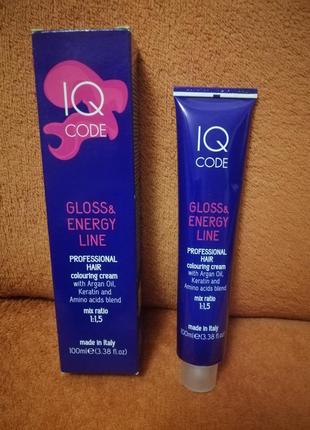 IQ
CODE
GLOSS&
ENERGY
LINE
PROFESSIONAL
HAIR
colouring cream
with Argan Oil,
Keratin and
Amino acids blend
mix ratio
1:1,5
made in Italy
100ml e (3.38 fl.oz)
IQ
CODE
GLOSS&
ENERGY
LINE
PROFESSIONAL
HAIR
colouring cream
with Argan Oil,
Keratin and
Amino acids blend
mix ratio
1:1,5
made in Italy
100ml e (3.38 fl.oz)